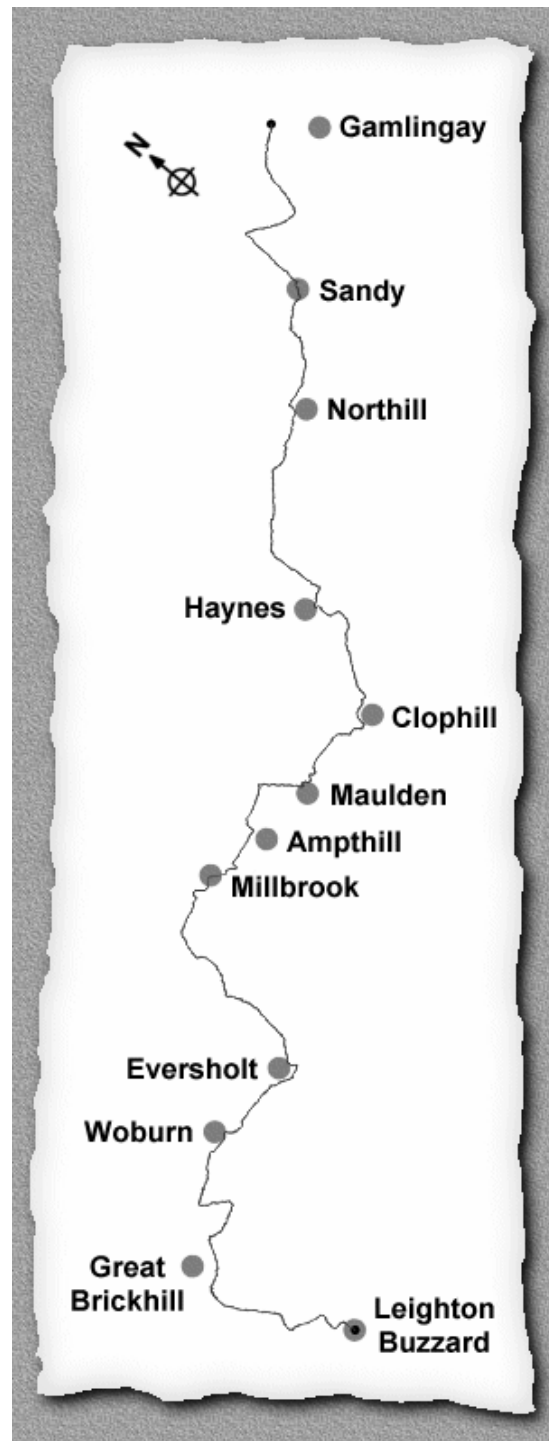 Gamlingay
N
Sandy
Northill
Haynes
Clophill
Maulden
Ampthill
Millbrook
Eversholt
Woburn
Great
Brickhill
Leighton
Buzzard